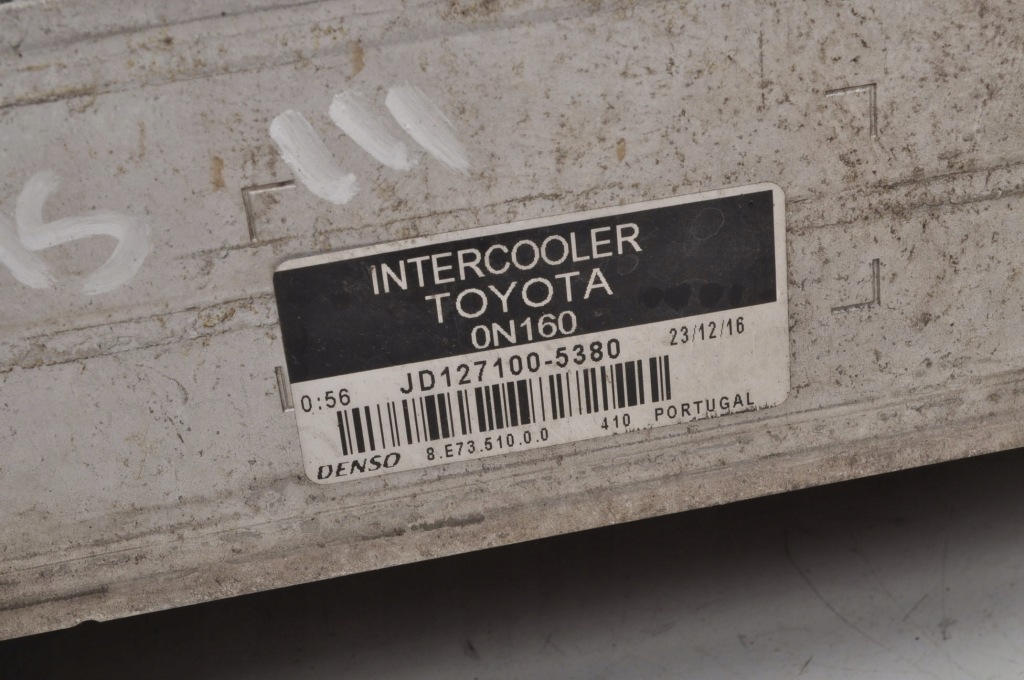 INTERCOOLER
TOYOTA
0N160
0:56 JD127100-5380 23/12/16
DENSO 8.E73.510.0.0 410 PORTUGAL